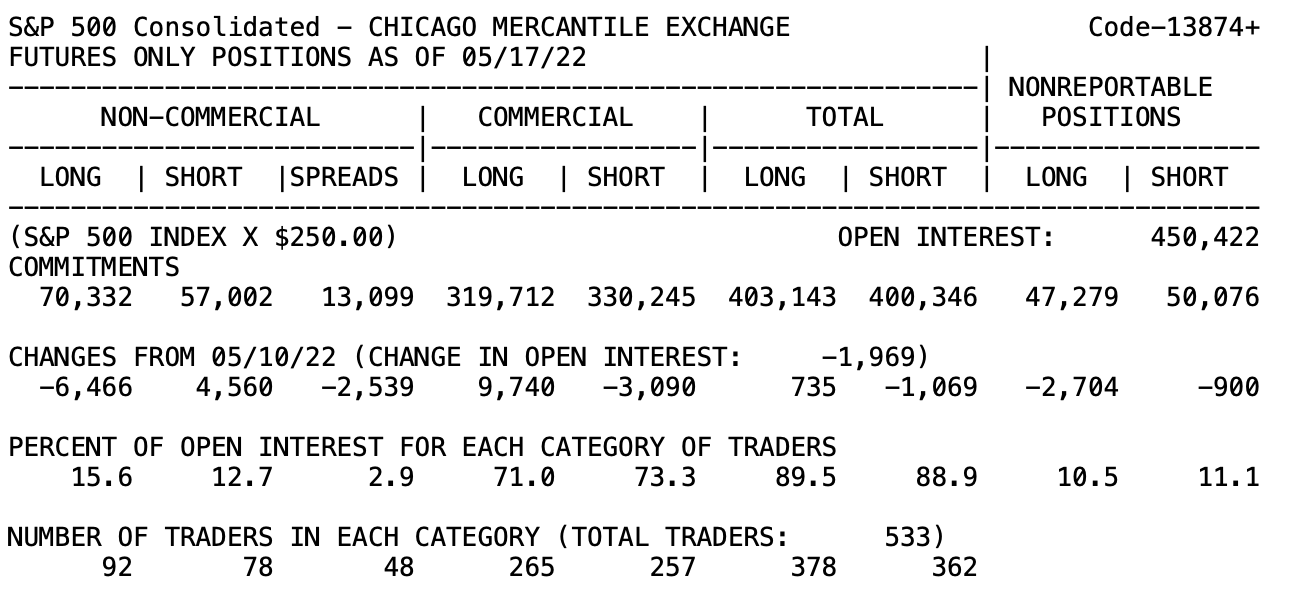 S&P 500 Consolidated - CHICAGO MERCANTILE EXCHANGE Code-13874+
FUTURES ONLY POSITIONS AS OF 05/17/22 |
--------------------------------------------------------------| NONREPORTABLE
NON-COMMERCIAL | COMMERCIAL | TOTAL | POSITIONS
--------------------------|-----------------|-----------------|-----------------
LONG | SHORT |SPREADS | LONG | SHORT | LONG | SHORT | LONG | SHORT
--------------------------------------------------------------------------------
(S&P 500 INDEX X $250.00) OPEN INTEREST: 450,422
COMMITMENTS
70,332 57,002 13,099 319,712 330,245 403,143 400,346 47,279 50,076
CHANGES FROM 05/10/22 (CHANGE IN OPEN INTEREST: -1,969)
-6,466 4,560 -2,539 9,740 -3,090 735 -1,069 -2,704 -900
PERCENT OF OPEN INTEREST FOR EACH CATEGORY OF TRADERS
15.6 12.7 2.9 71.0 73.3 89.5 88.9 10.5 11.1
NUMBER OF TRADERS IN EACH CATEGORY (TOTAL TRADERS: 533)
92 78 48 265 257 378 362